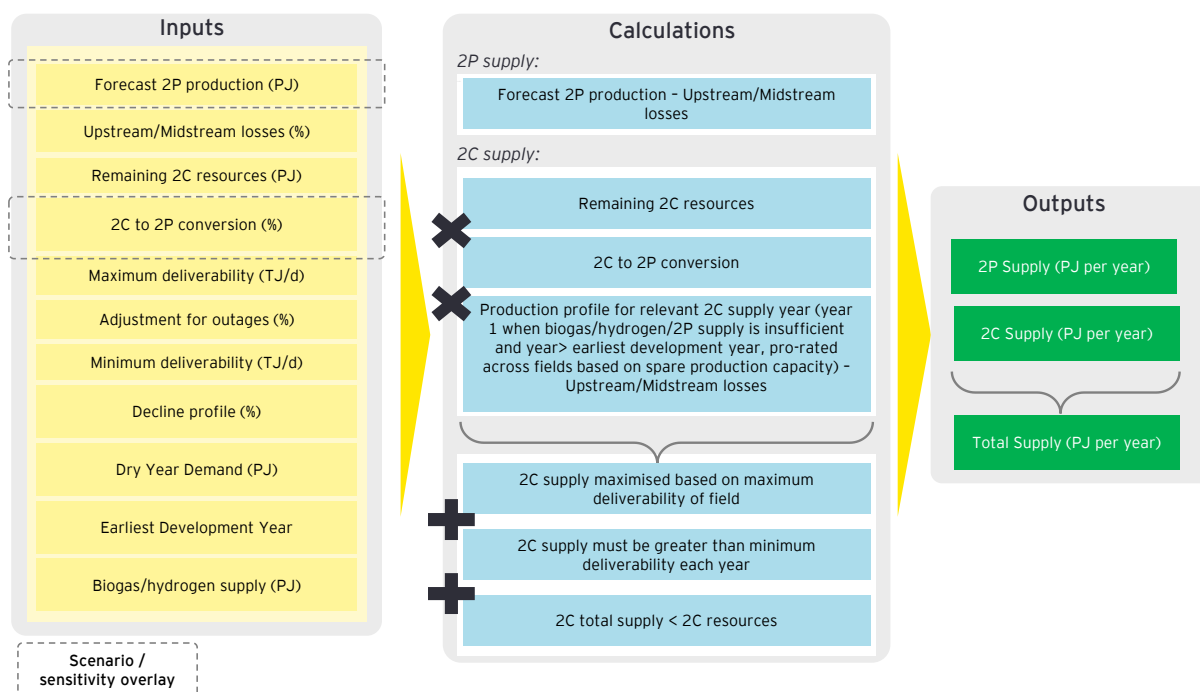 Inputs
Forecast 2P production (PJ)
Upstream/Midstream losses (%)
Remaining 2C resources (PJ)
2C to 2P conversion (%)
Maximum deliverability (TJ/d)
Adjustment for outages (%)
Minimum deliverability (TJ/d)
Decline profile (%)
Dry Year Demand (PJ)
Earliest Development Year
Biogas/hydrogen supply (PJ)
Scenario /
sensitivity overlay
Calculations
2P supply:
Forecast 2P production – Upstream/Midstream
losses
2C supply:
Remaining 2C resources
2C to 2P conversion
Production profile for relevant 2C supply year (year
1 when biogas/hydrogen/2P supply is insufficient
and year> earliest development year, pro-rated
across fields based on spare production capacity) –
Upstream/Midstream losses
2C supply maximised based on maximum
deliverability of field
2C supply must be greater than minimum
deliverability each year
2C total supply < 2C resources
Outputs
2P Supply (PJ per year)
2C Supply (PJ per year)
Total Supply (PJ per year)